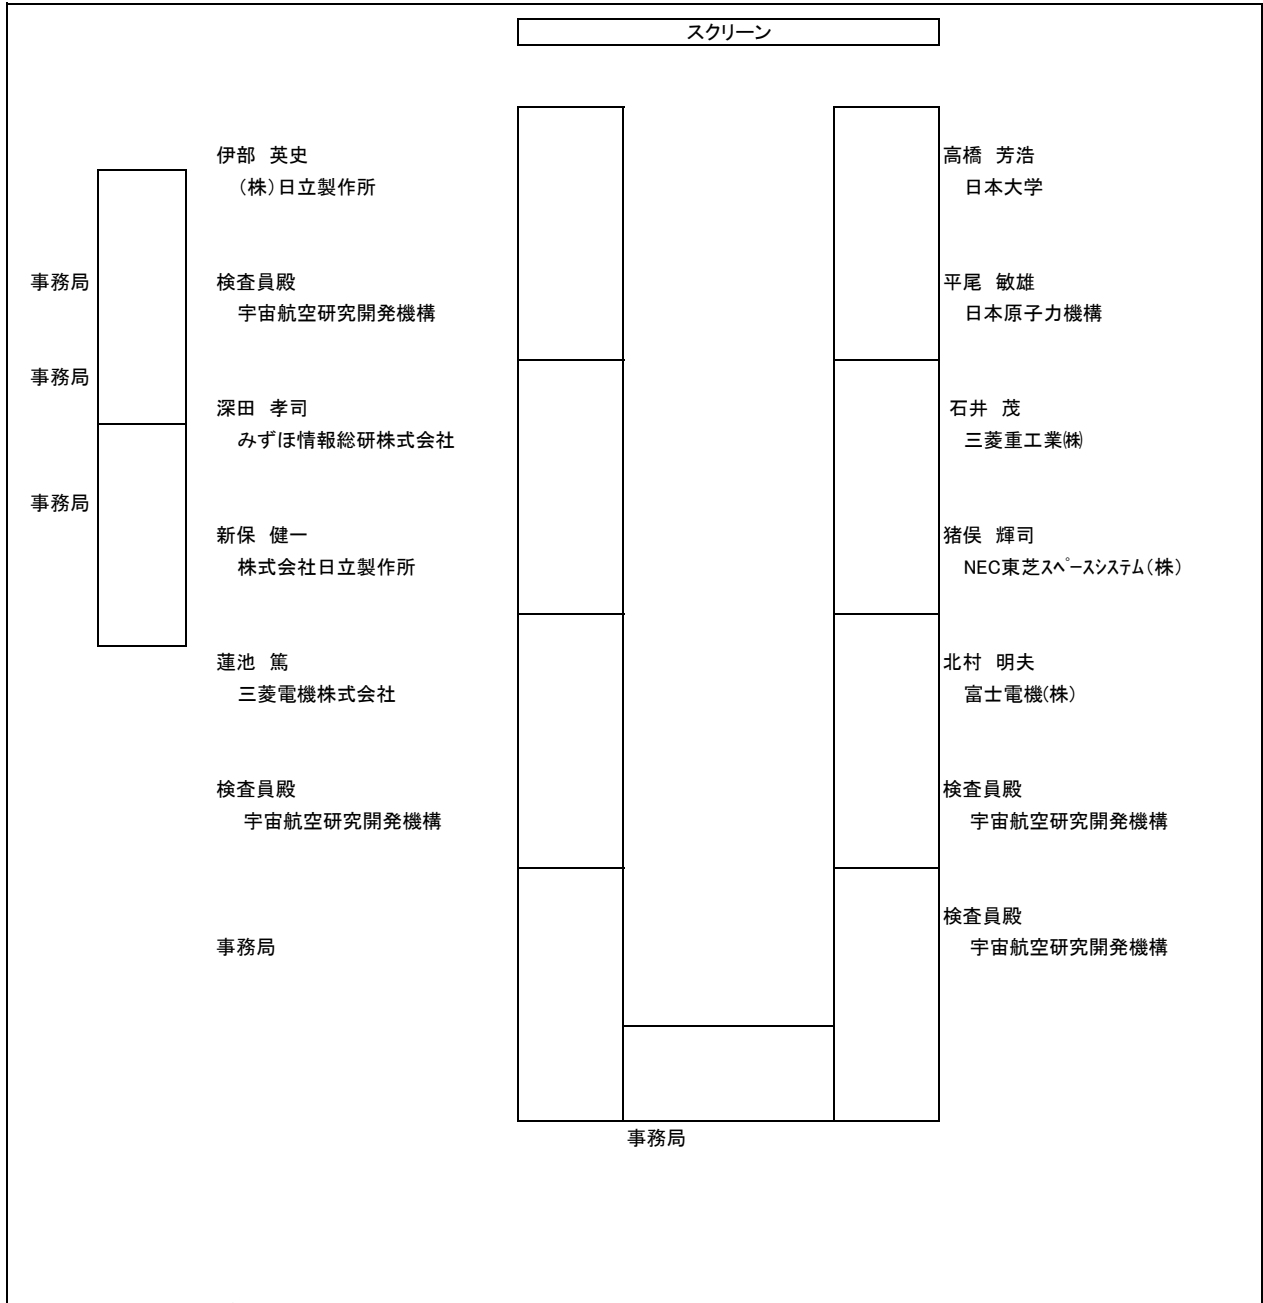 スクリーン
伊部 英史
(株)日立製作所
高橋 芳浩
日本大学
事務局
検査員殿
宇宙航空研究開発機構
平尾 敏雄
日本原子力機構
事務局
深田 孝司
みずほ情報総研株式会社
石井 茂
三菱重工業㈱
事務局
新保 健一
株式会社日立製作所
猪俣 輝司
NEC東芝スペースシステム(株)
蓮池 篤
三菱電機株式会社
北村 明夫
富士電機(株)
検査員殿
宇宙航空研究開発機構
検査員殿
宇宙航空研究開発機構
事務局
検査員殿
宇宙航空研究開発機構
事務局